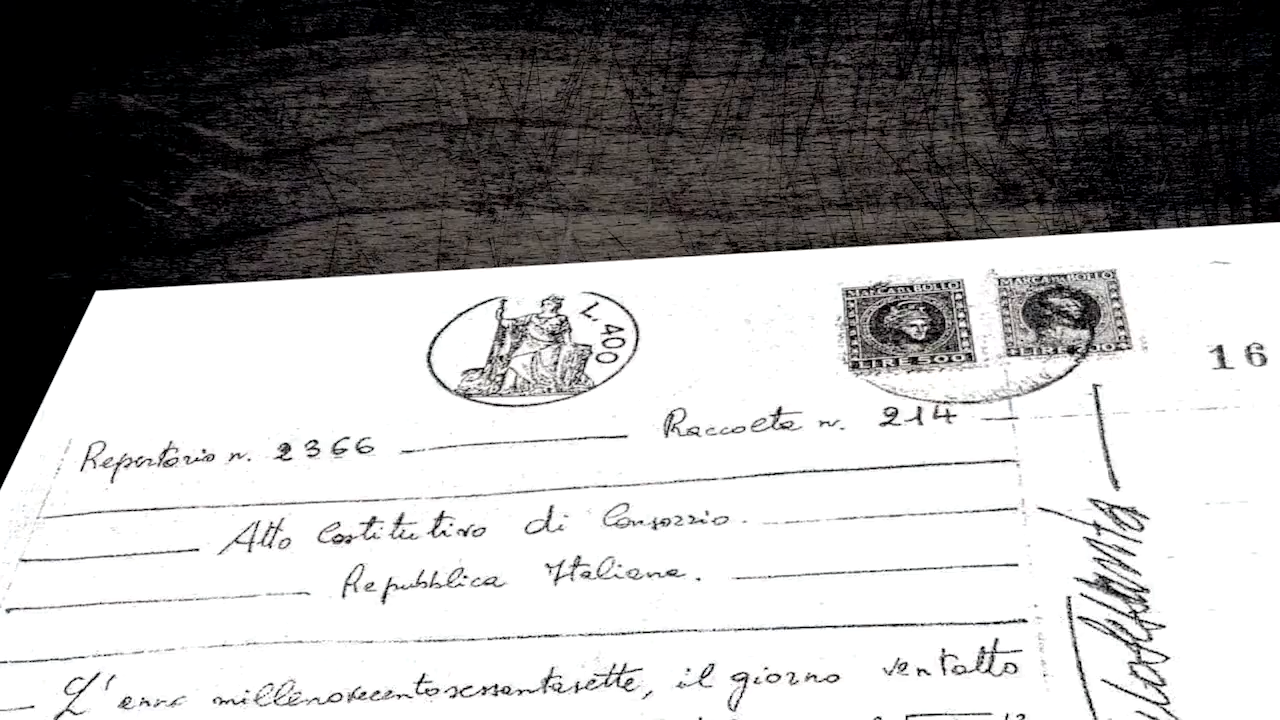 L. 400
MARCA DA BOLLO MARCA DA BOLLO
LIRE 500
LIRE
16
Repertorio n. 2366 Raccolta n. 214
Atto Costitutivo di Consorzio.
Repubblica Italiana.
L'anno millenovecentosessantasette, il giorno ventotto